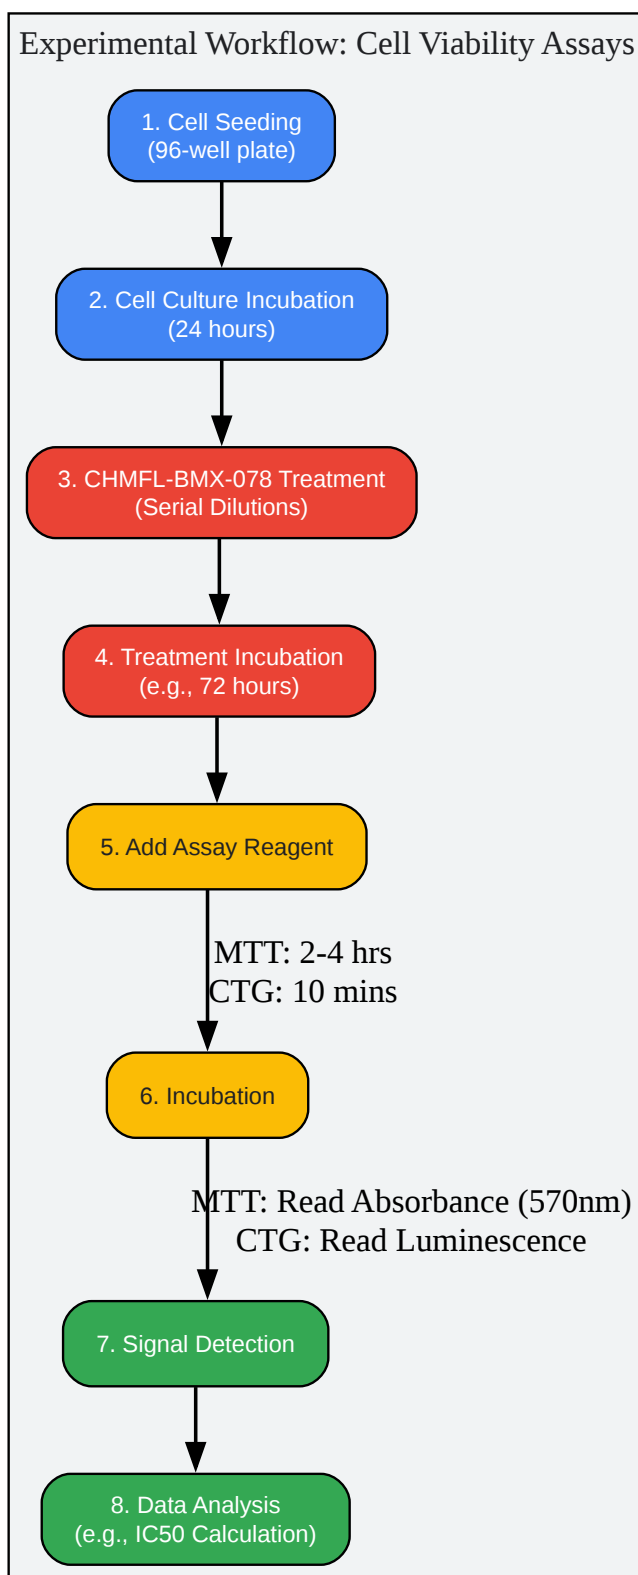 Experimental Workflow: Cell Viability Assays
1. Cell Seeding
(96-well plate)
2. Cell Culture Incubation
(24 hours)
3. CHMFL-BMX-078 Treatment
(Serial Dilutions)
4. Treatment Incubation
(e.g., 72 hours)
5. Add Assay Reagent
MTT: 2-4 hrs
CTG: 10 mins
6. Incubation
MTT: Read Absorbance (570nm)
CTG: Read Luminescence
7. Signal Detection
8. Data Analysis
(e.g., IC50 Calculation)